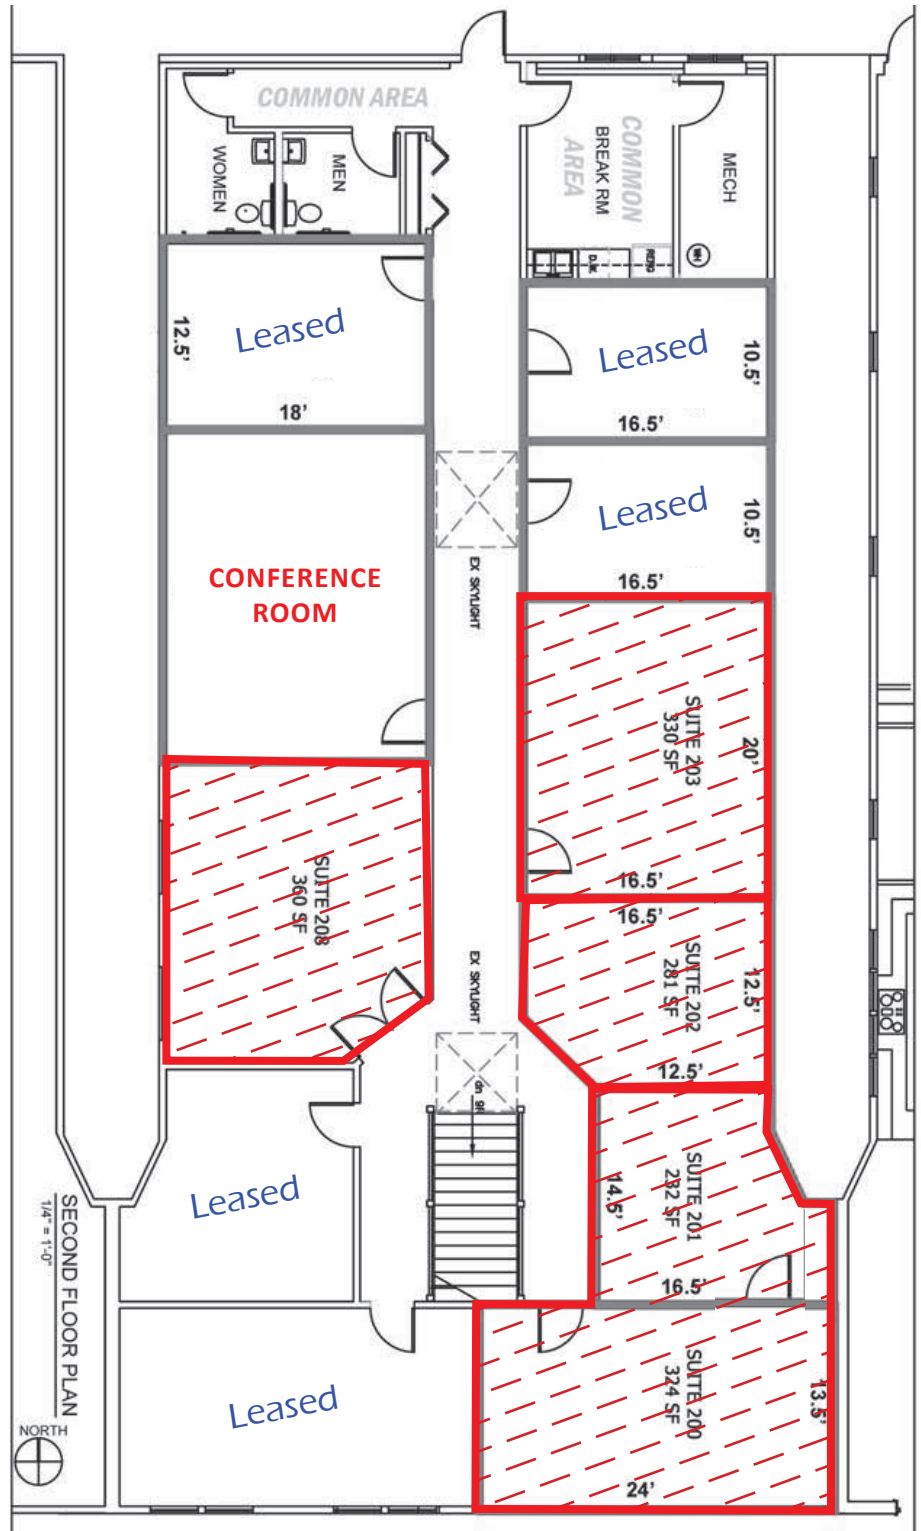 COMMON AREA
COMMON
AREA
BREAK RM
MECH
WOMEN
MEN
D.W.
REFG
WH
Leased
12.5'
18'
Leased
10.5'
16.5'
Leased
10.5'
16.5'
EX SKYLIGHT
CONFERENCE
ROOM
SUITE 203
330 SF
20'
16.5'
SUITE 208
360 SF
16.5'
SUITE 202
281 SF
12.5'
12.5'
EX SKYLIGHT
Leased
SUITE 201
232 SF
14.5'
16.5'
Leased
SUITE 200
324 SF
13.5'
24'
SECOND FLOOR PLAN
1/4" = 1'-0"
NORTH